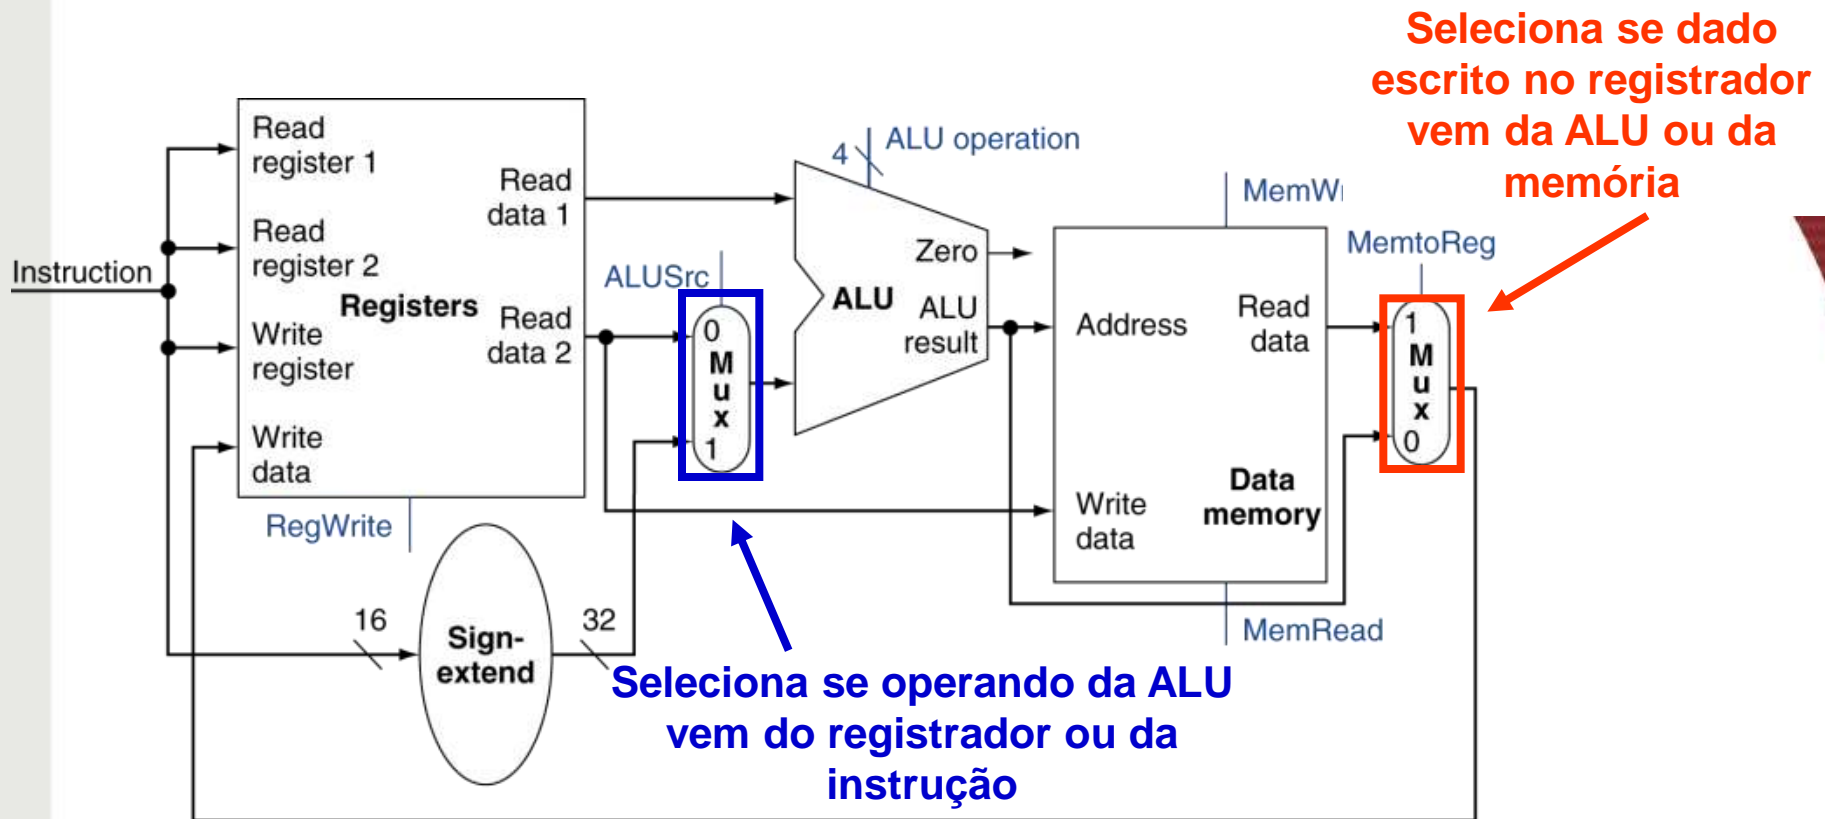 Seleciona se dado
escrito no registrador
vem da ALU ou da
memória
Instruction
Read
register 1
Read
register 2
Write
register
Write
data
Registers
Read
data 1
Read
data 2
RegWrite
16
Sign-
extend
32
ALUSrc
0
M
u
x
1
4
ALU operation
ALU
Zero
ALU
result
MemW
Address
Read
data
Write
data
Data
memory
MemRead
MemtoReg
1
M
u
x
0
Seleciona se operando da ALU
vem do registrador ou da
instrução